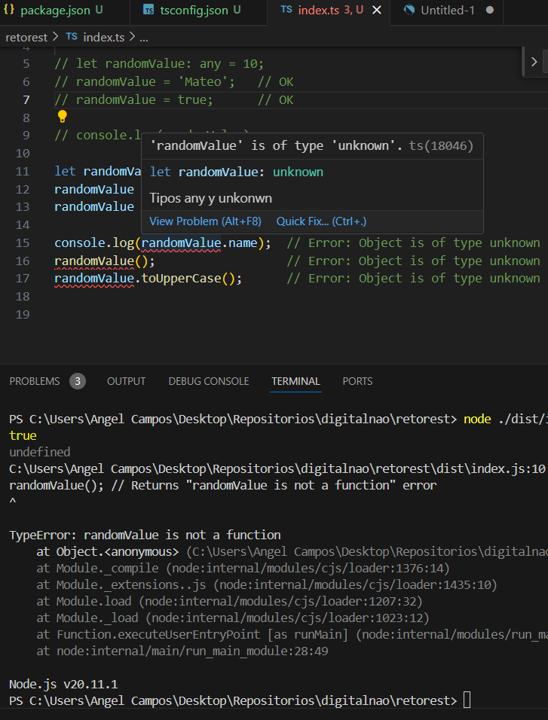 package.json U
tsconfig.json U
TS index.ts 3, U
Untitled-1
retorest > TS index.ts > ...
4
5 // let randomValue: any = 10;
6 // randomValue = 'Mateo';   // OK
7 // randomValue = true;      // OK
8
9 // console.l
10
'randomValue' is of type 'unknown'. ts(18046)
let randomValue: unknown
Tipos any y unkonwn
View Problem (Alt+F8) Quick Fix... (Ctrl+.)
11 let randomVa
12 randomValue
13 randomValue
14
15 console.log(randomValue.name);  // Error: Object is of type unknown
16 randomValue();                  // Error: Object is of type unknown
17 randomValue.toUpperCase();      // Error: Object is of type unknown
18
19
PROBLEMS 3 OUTPUT DEBUG CONSOLE TERMINAL PORTS
PS C:\Users\Angel Campos\Desktop\Repositorios\digitalnao\retorest> node ./dist/
true
undefined
C:\Users\Angel Campos\Desktop\Repositorios\digitalnao\retorest\dist\index.js:10
randomValue(); // Returns "randomValue is not a function" error
^
TypeError: randomValue is not a function
at Object.<anonymous> (C:\Users\Angel Campos\Desktop\Repositorios\digitalnao
at Module._compile (node:internal/modules/cjs/loader:1376:14)
at Module._extensions..js (node:internal/modules/cjs/loader:1435:10)
at Module.load (node:internal/modules/cjs/loader:1207:32)
at Module._load (node:internal/modules/cjs/loader:1023:12)
at Function.executeUserEntryPoint [as runMain] (node:internal/modules/run_ma
at node:internal/main/run_main_module:28:49
Node.js v20.11.1
PS C:\Users\Angel Campos\Desktop\Repositorios\digitalnao\retorest>